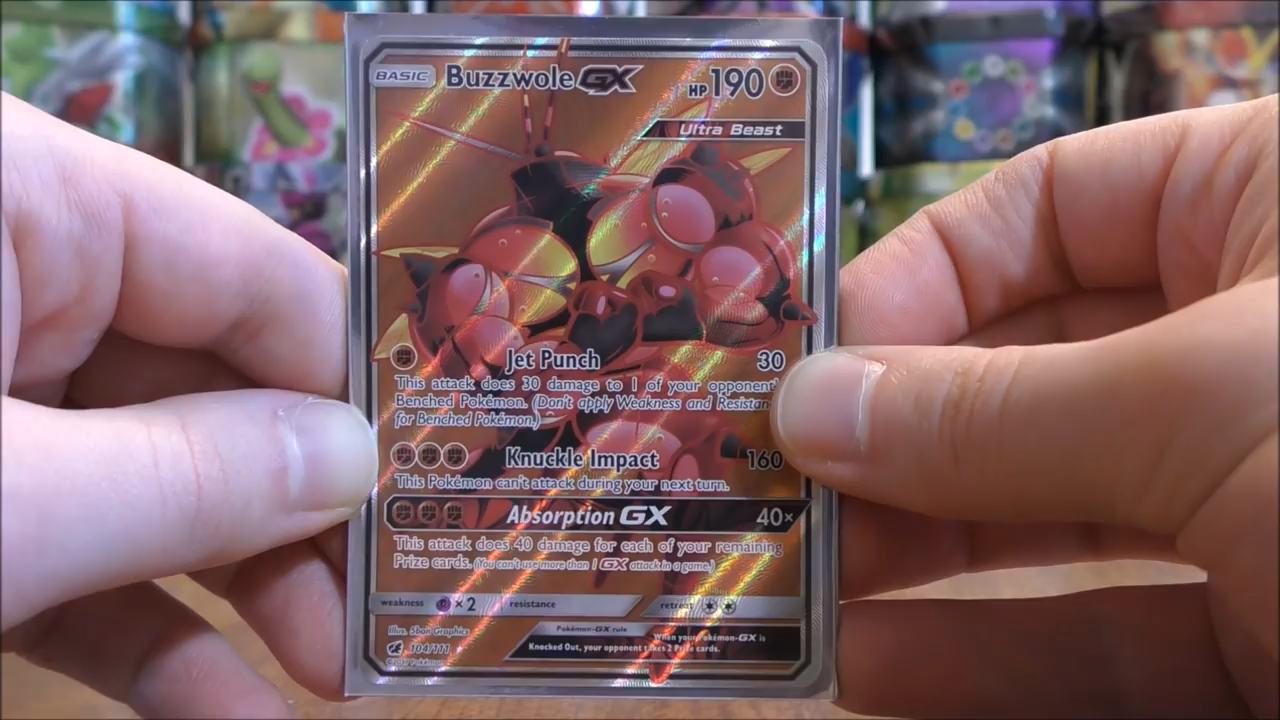 BASIC Buzzwole GX HP 190
Ultra Beast
Jet Punch 30
This attack does 30 damage to 1 of your opponent'
Benched Pokémon. (Don't apply Weakness and Resistan
for Benched Pokémon.)
Knuckle Impact 160
This Pokémon can't attack during your next turn.
Absorption GX 40×
This attack does 40 damage for each of your remaining
Prize cards. (You can't use more than 1 GX attack in a game.)
weakness ×2 resistance retreat
Illus. 5ban Graphics
Pokémon-GX rule
When your Pokémon-GX is
Knocked Out, your opponent takes 2 Prize cards.
104/111
©2017 Pokémon